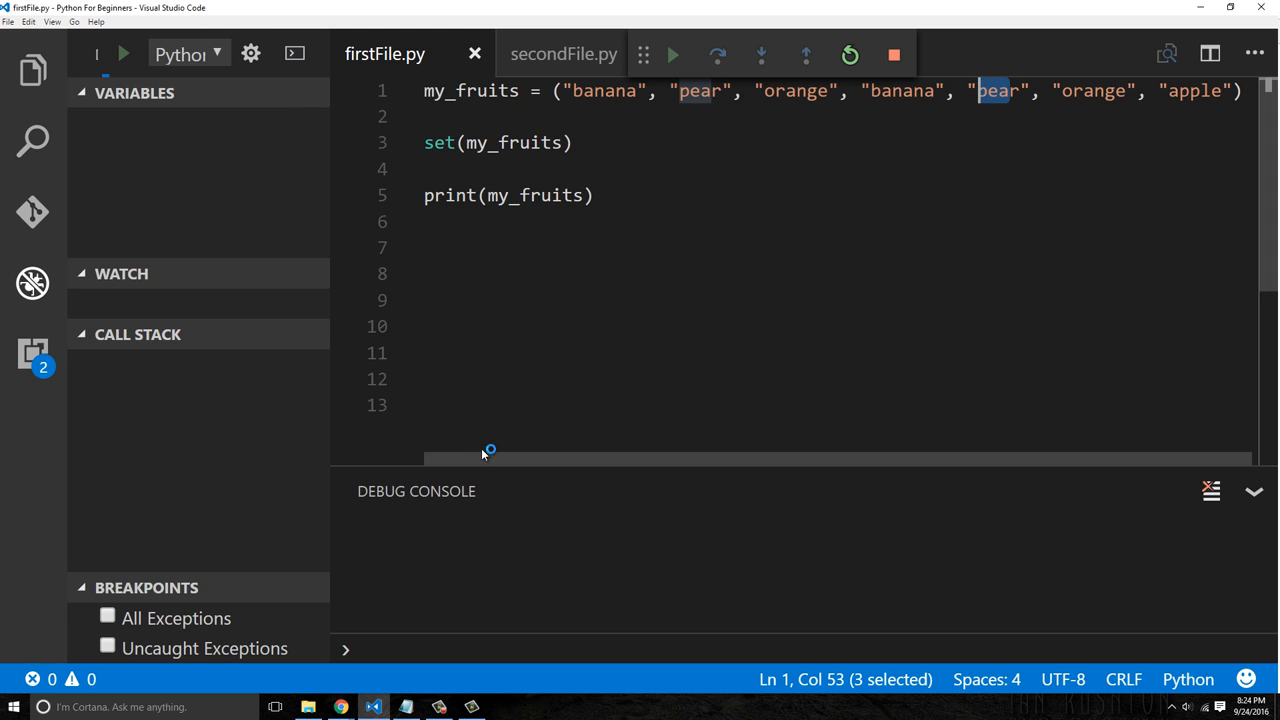 firstFile.py - Python For Beginners - Visual Studio Code
File Edit View Go Help
Python
firstFile.py
secondFile.py
VARIABLES
WATCH
CALL STACK
BREAKPOINTS
All Exceptions
Uncaught Exceptions
2
1 my_fruits = ("banana", "pear", "orange", "banana", "pear", "orange", "apple")
2
3 set(my_fruits)
4
5 print(my_fruits)
6
7
8
9
10
11
12
13
DEBUG CONSOLE
0 0 Ln 1, Col 53 (3 selected) Spaces: 4 UTF-8 CRLF Python
I'm Cortana. Ask me anything.
8:24 PM
9/24/2016